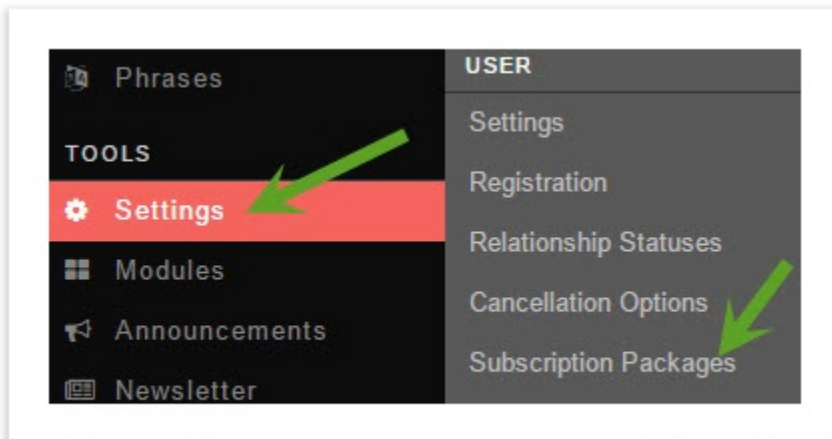 Phrases
TOOLS
Settings
Modules
Announcements
Newsletter
USER
Settings
Registration
Relationship Statuses
Cancellation Options
Subscription Packages